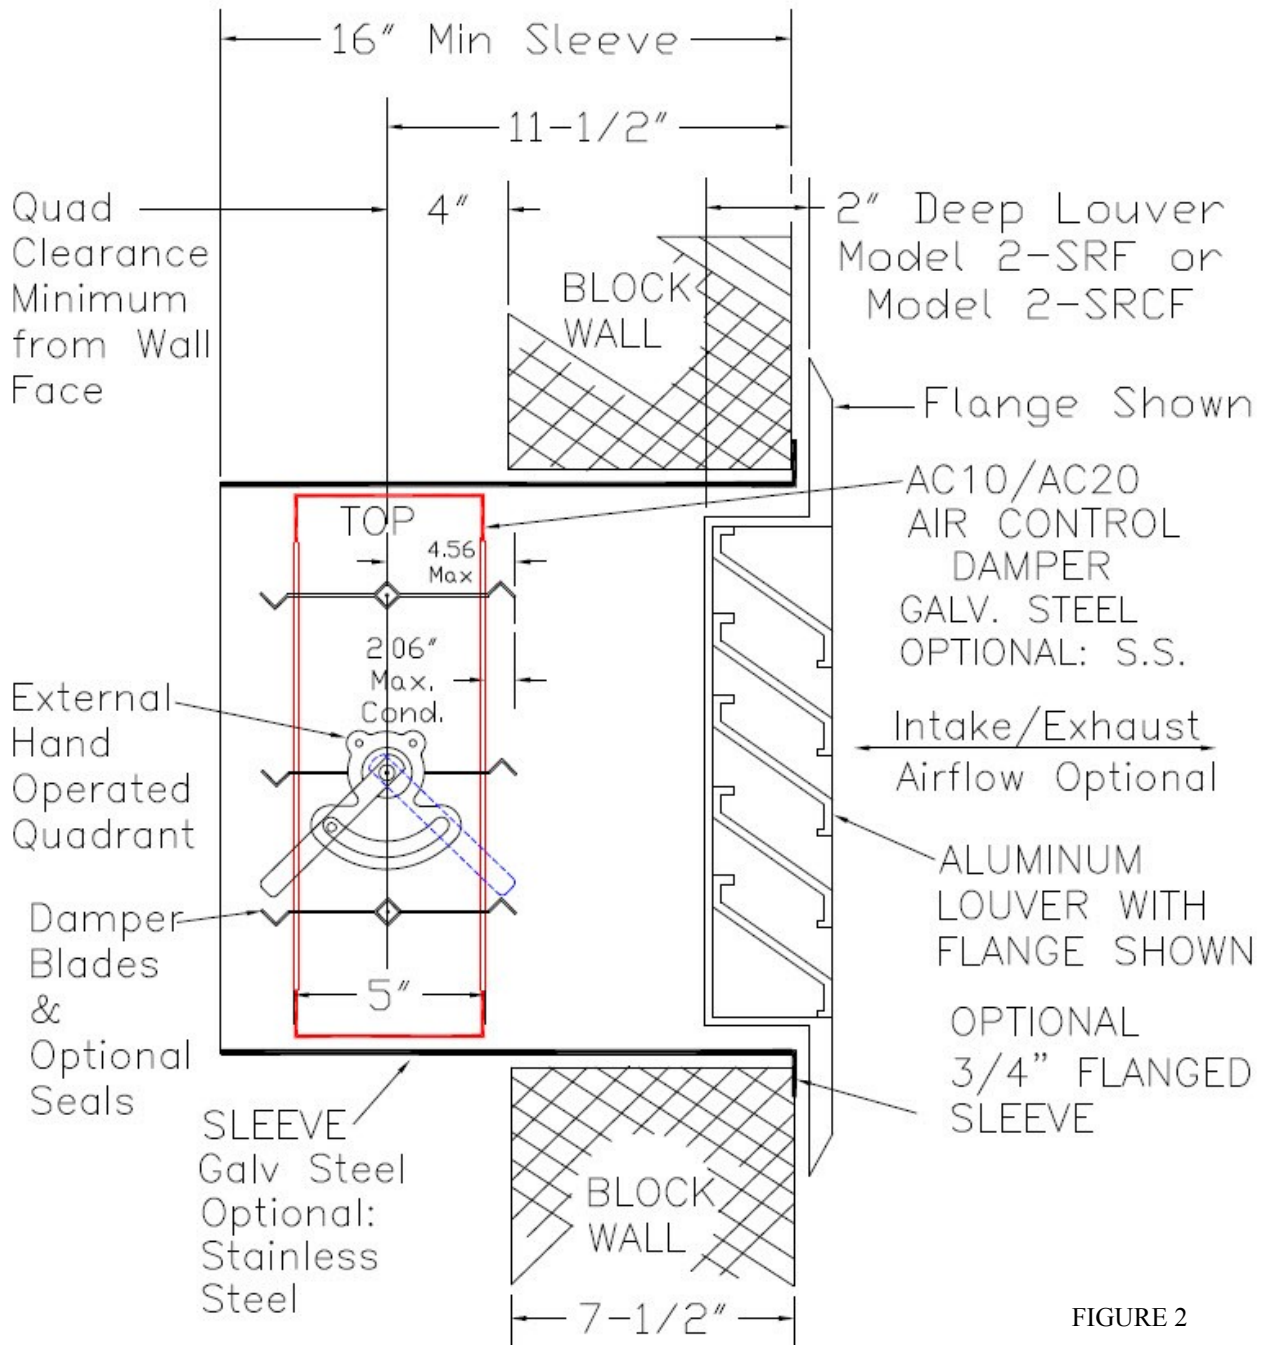 16" Min Sleeve
11-1/2"
Quad
Clearance
Minimum
from Wall
Face
4"
2" Deep Louver
Model 2-SRF or
Model 2-SRCF
BLOCK
WALL
Flange Shown
AC10/AC20
AIR CONTROL
DAMPER
GALV. STEEL
OPTIONAL: S.S.
TOP
4.56
Max
2.06"
Max.
Cond.
External
Hand
Operated
Quadrant
Intake/Exhaust
Airflow Optional
ALUMINUM
LOUVER WITH
FLANGE SHOWN
Damper
Blades
&
Optional
Seals
5"
OPTIONAL
3/4” FLANGED
SLEEVE
SLEEVE
Galv Steel
Optional:
Stainless
Steel
BLOCK
WALL
7-1/2"
FIGURE 2